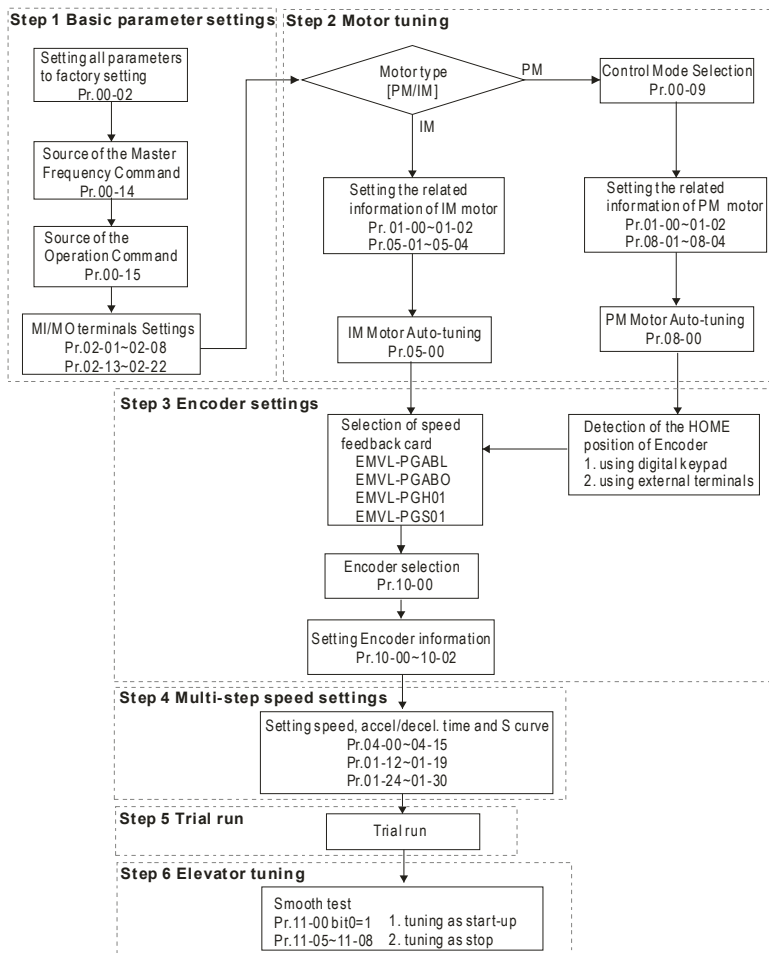 Step 1 Basic parameter settings
Setting all parameters
to factory setting
Pr.00-02
Source of the Master
Frequency Command
Pr.00-14
Source of the
Operation Command
Pr.00-15
MI/MO terminals Settings
Pr.02-01~02-08
Pr.02-13~02-22
Step 2 Motor tuning
Motor type
[PM/IM]
PM
IM
Control Mode Selection
Pr.00-09
Setting the related
information of IM motor
Pr. 01-00~01-02
Pr. 05-01~05-04
Setting the related
information of PM motor
Pr.01-00~01-02
Pr.08-01~08-04
IM Motor Auto-tuning
Pr.05-00
PM Motor Auto-tuning
Pr.08-00
Step 3 Encoder settings
Selection of speed
feedback card
EMVL-PGABL
EMVL-PGABO
EMVL-PGH01
EMVL-PGS01
Detection of the HOME
position of Encoder
1. using digital keypad
2. using external terminals
Encoder selection
Pr.10-00
Setting Encoder information
Pr.10-00~10-02
Step 4 Multi-step speed settings
Setting speed, accel/decel. time and S curve
Pr.04-00~04-15
Pr.01-12~01-19
Pr.01-24~01-30
Step 5 Trial run
Trial run
Step 6 Elevator tuning
Smooth test
Pr.11-00 bit0=1 1. tuning as start-up
Pr.11-05~11-08 2. tuning as stop